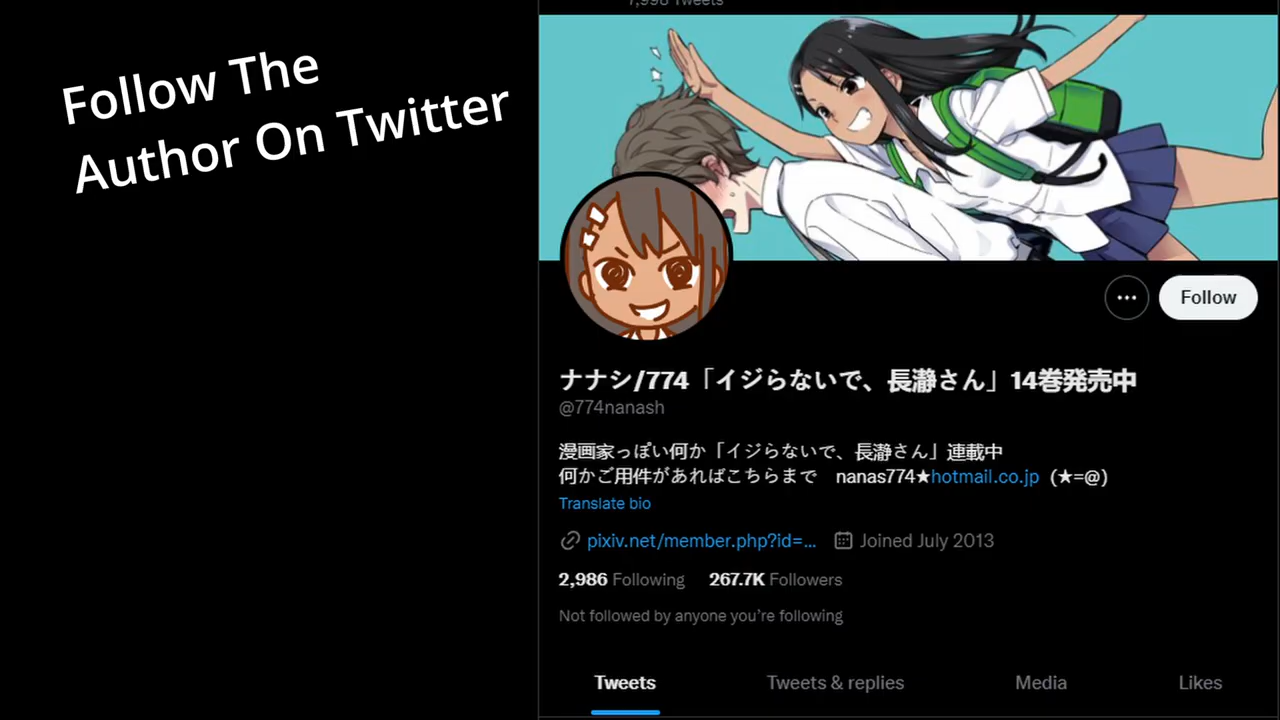 7,998 Tweets
Follow The
Author On Twitter
Follow
ナナシ/774「イジらないで、長瀞さん」14巻発売中
@774nanash
漫画家っぽい何か「イジらないで、長瀞さん」連載中
何かご用件があればこちらまで　nanas774★hotmail.co.jp (★=@)
Translate bio
pixiv.net/member.php?id=... Joined July 2013
2,986 Following 267.7K Followers
Not followed by anyone you're following
Tweets Tweets & replies Media Likes